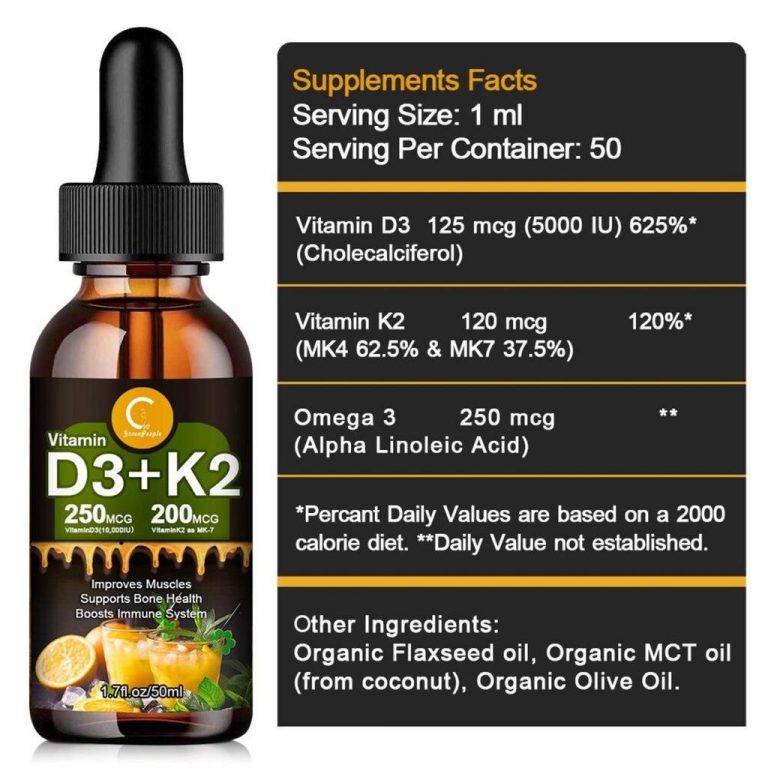 GreenPeople
Vitamin
D3+K2
250MCG 200MCG
VitaminD3(10,000IU) VitaminK2 as MK-7
Improves Muscles
Supports Bone Health
Boosts Immune System
1.7fl.oz/50ml
Supplements Facts
Serving Size: 1 ml
Serving Per Container: 50
Vitamin D3 125 mcg (5000 IU) 625%*
(Cholecalciferol)
Vitamin K2 120 mcg 120%*
(MK4 62.5% & MK7 37.5%)
Omega 3 250 mcg **
(Alpha Linoleic Acid)
*Percent Daily Values are based on a 2000
calorie diet. **Daily Value not established.
Other Ingredients:
Organic Flaxseed oil, Organic MCT oil
(from coconut), Organic Olive Oil.